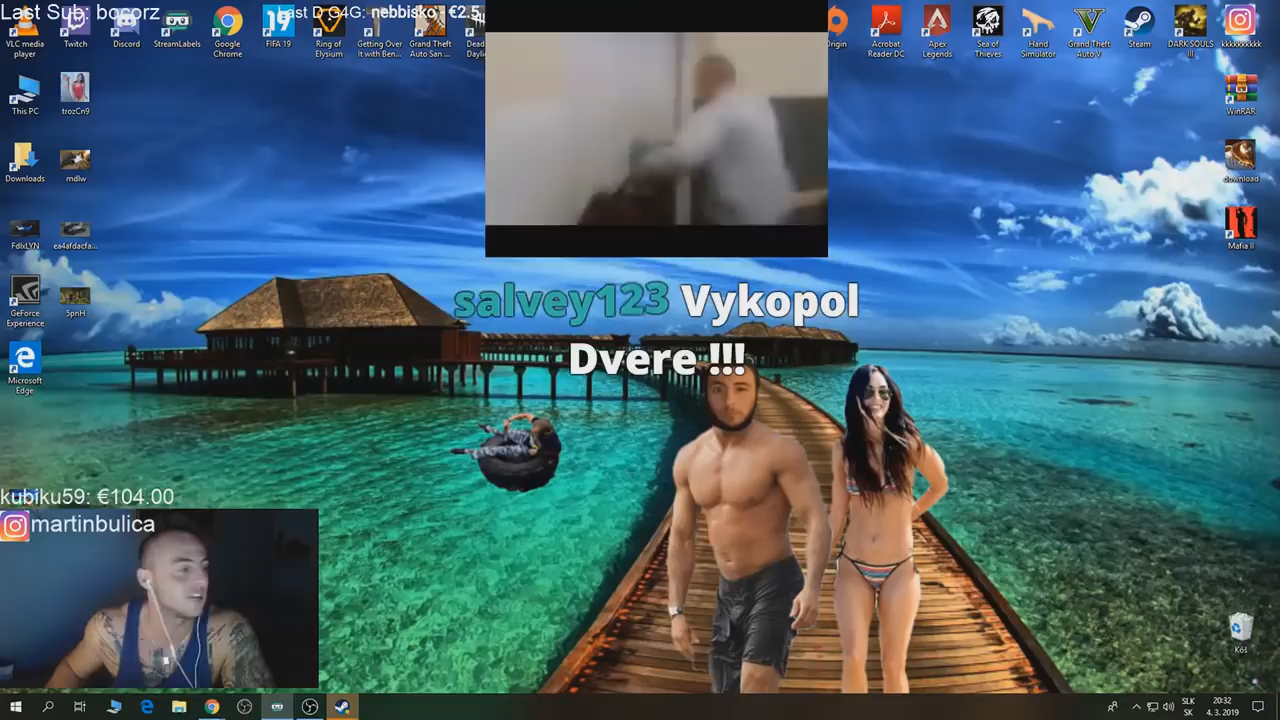 Last Sub: bocorz
Last D G4G: nebbisko: €2.5
VLC media player
Twitch
Discord
StreamLabels
Google Chrome
FIFA 19
Ring of Elysium
Getting Over It with Ben...
Grand Theft Auto San ...
Dead
Origin
Acrobat Reader DC
Apex Legends
Sea of Thieves
Hand Simulator
Grand Theft Auto V
Steam
DARK SOULS III
kkkkkkkkkk
This PC
trozCn9
WinRAR
Downloads
mdlw
download
FdlxLYN
ea4afdacfa...
Mafia II
GeForce Experience
5pnH
Microsoft Edge
salvey123 Vykopol
Dvere !!!
kubiku59: €104.00
martinbulica
Kôš
SLK
SK
20:32
4. 3. 2019